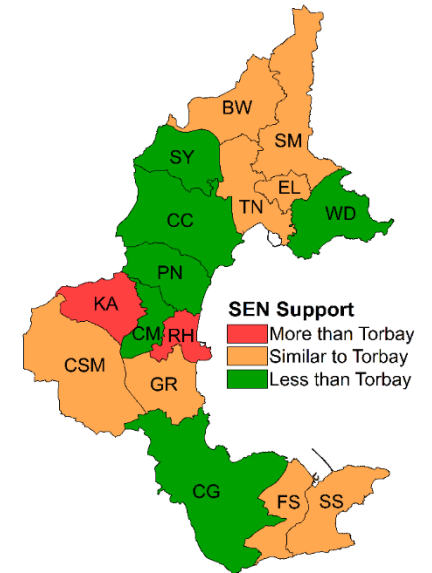 BW
SM
SY
EL
TN
WD
CC
PN
KA
SEN Support
More than Torbay
CM
RH
Similar to Torbay
CSM
GR
Less than Torbay
CG
FS
SS